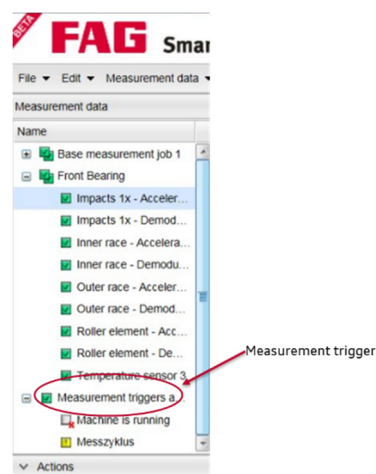 BETA
FAG Smar
File Edit Measurement data
Measurement data
Name
Base measurement job 1
Front Bearing
Impacts 1x - Acceler...
Impacts 1x - Demod...
Inner race - Accelera...
Inner race - Demodu...
Outer race - Acceler...
Outer race - Demod...
Roller element - Acc...
Roller element - De...
Temperature sensor 3
Measurement triggers a...
Measurement trigger
Machine is running
Messzyklus
Actions